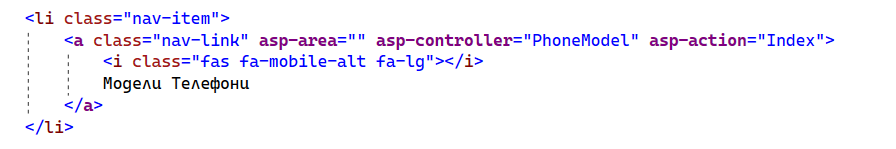 <li class="nav-item">
<a class="nav-link" asp-area="" asp-controller="PhoneModel" asp-action="Index">
<i class="fas fa-mobile-alt fa-lg"></i>
Модели Телефони
</a>
</li>